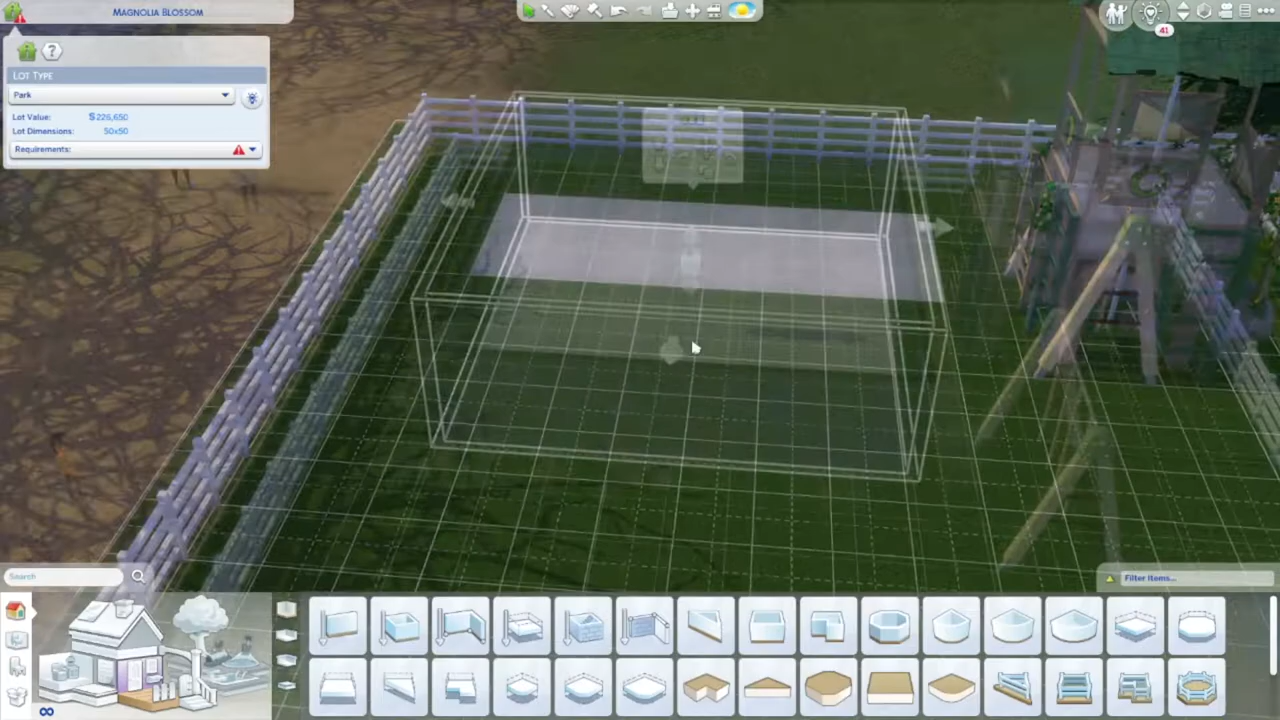 MAGNOLIA BLOSSOM
41
LOT TYPE
Park
Lot Value: §226,650
Lot Dimensions: 50x50
Requirements:
Search
Filter Items...